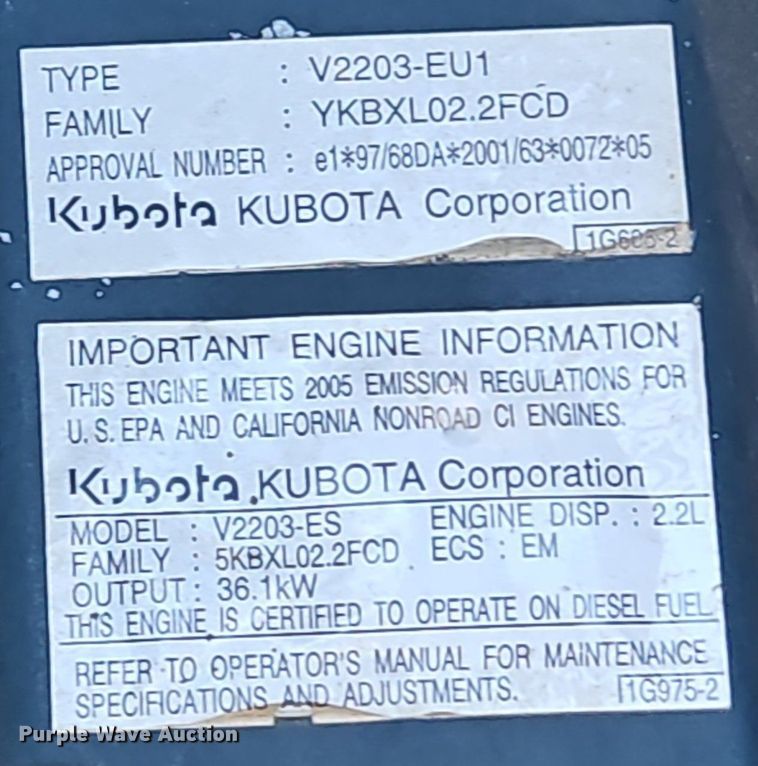 TYPE : V2203-EU1
FAMILY : YKBXL02.2FCD
APPROVAL NUMBER : e1*97/68DA*2001/63*0072*05
Kubota KUBOTA Corporation
IMPORTANT ENGINE INFORMATION
THIS ENGINE MEETS 2005 EMISSION REGULATIONS FOR
U.S. EPA AND CALIFORNIA NONROAD CI ENGINES.
Kubota KUBOTA Corporation
MODEL : V2203-ES ENGINE DISP. : 2.2L
FAMILY : 5KBXL02.2FCD ECS : EM
OUTPUT : 36.1kW
THIS ENGINE IS CERTIFIED TO OPERATE ON DIESEL FUEL
REFER TO OPERATOR'S MANUAL FOR MAINTENANCE
SPECIFICATIONS AND ADJUSTMENTS. 1G975-2
Purple Wave Auction